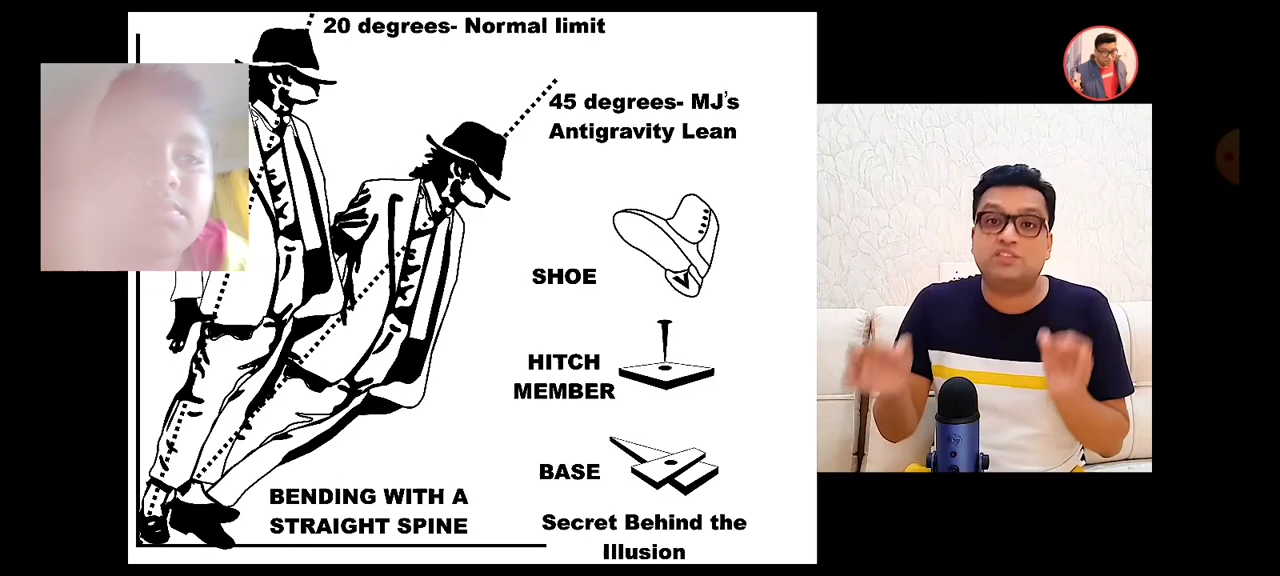 20 degrees- Normal limit
45 degrees- MJ's
Antigravity Lean
SHOE
HITCH
MEMBER
BASE
BENDING WITH A
STRAIGHT SPINE
Secret Behind the
Illusion